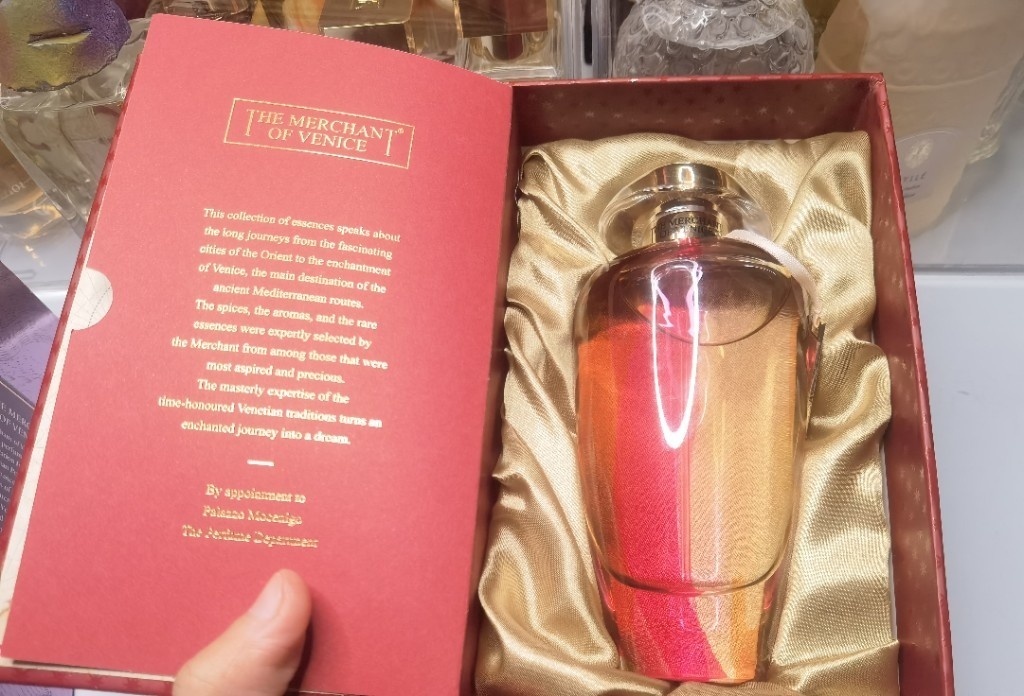 THE MERCHANT®
OF VENICE
This collection of essences speaks about
the long journeys from the fascinating
cities of the Orient to the enchantment
of Venice, the main destination of the
ancient Mediterranean routes.
The spices, the aromas, and the rare
essences were expertly selected by
the Merchant from among those that were
most aspired and precious.
The masterly expertise of the
time-honoured Venetian traditions turns an
enchanted journey into a dream.
By appointment to
Palazzo Mocenigo
The Perfume Department